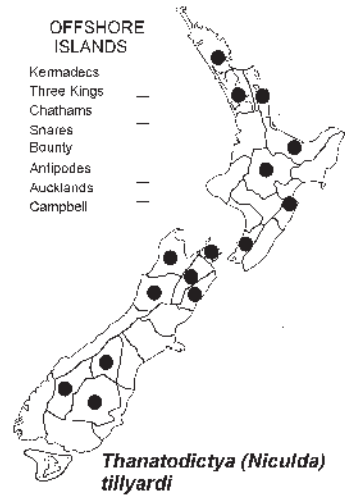 OFFSHORE
ISLANDS
Kermadecs
Three Kings
Chathams
Snares
Bounty
Antipodes
Aucklands
Campbell
Thanatodictya (Niculda)
tillyardi